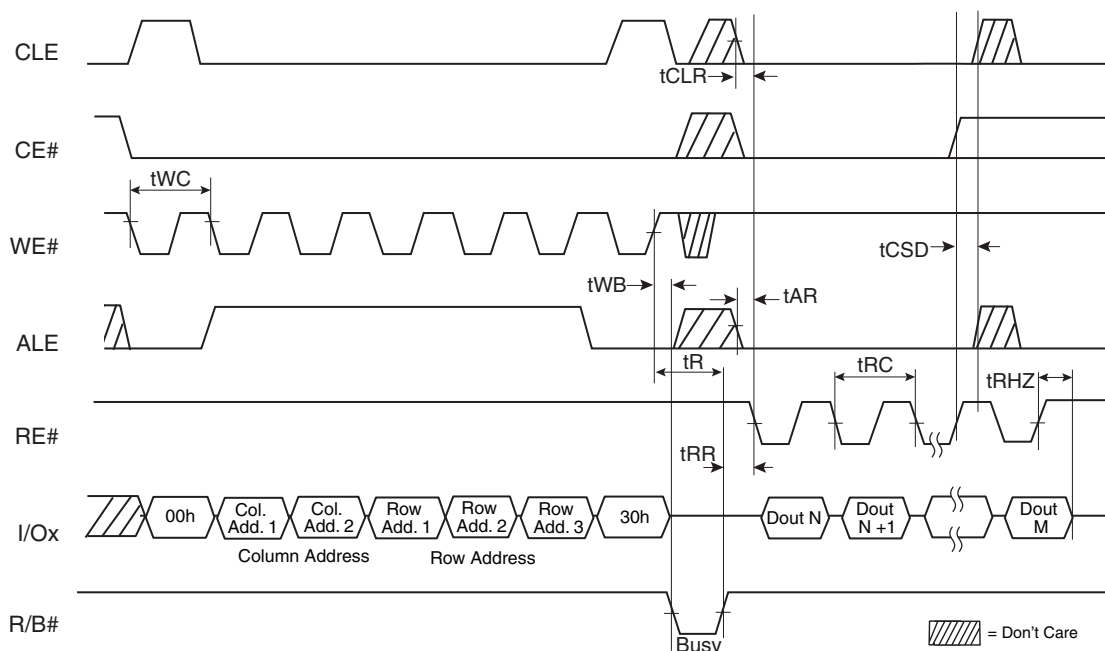 CLE
tCLR
CE#
tWC
WE#
tCSD
tWB
tAR
ALE
tR
tRC
tRHZ
RE#
tRR
I/Ox
00h
Col.
Add. 1
Col.
Add. 2
Row
Add. 1
Row
Add. 2
Row
Add. 3
30h
Dout N
Dout
N +1
Dout
M
Column Address
Row Address
R/B#
Busy
= Don't Care